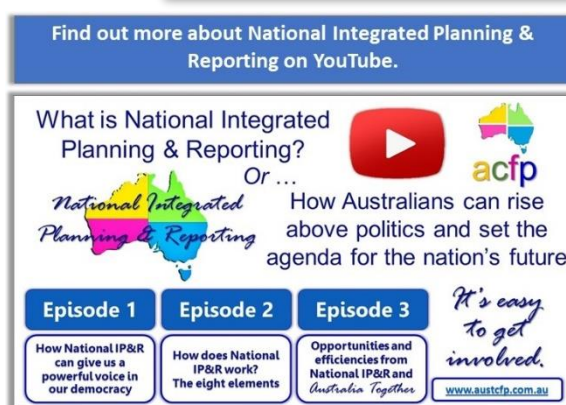 Find out more about National Integrated Planning &
Reporting on YouTube.
What is National Integrated
Planning & Reporting?
Or ...
National Integrated
Planning & Reporting
acfp
How Australians can rise
above politics and set the
agenda for the nation's future
Episode 1
How National IP&R
can give us a
powerful voice in
our democracy
Episode 2
How does National
IP&R work?
The eight elements
Episode 3
Opportunities and
efficiencies from
National IP&R and
Australia Together
It's easy
to get
involved.
www.austcfp.com.au